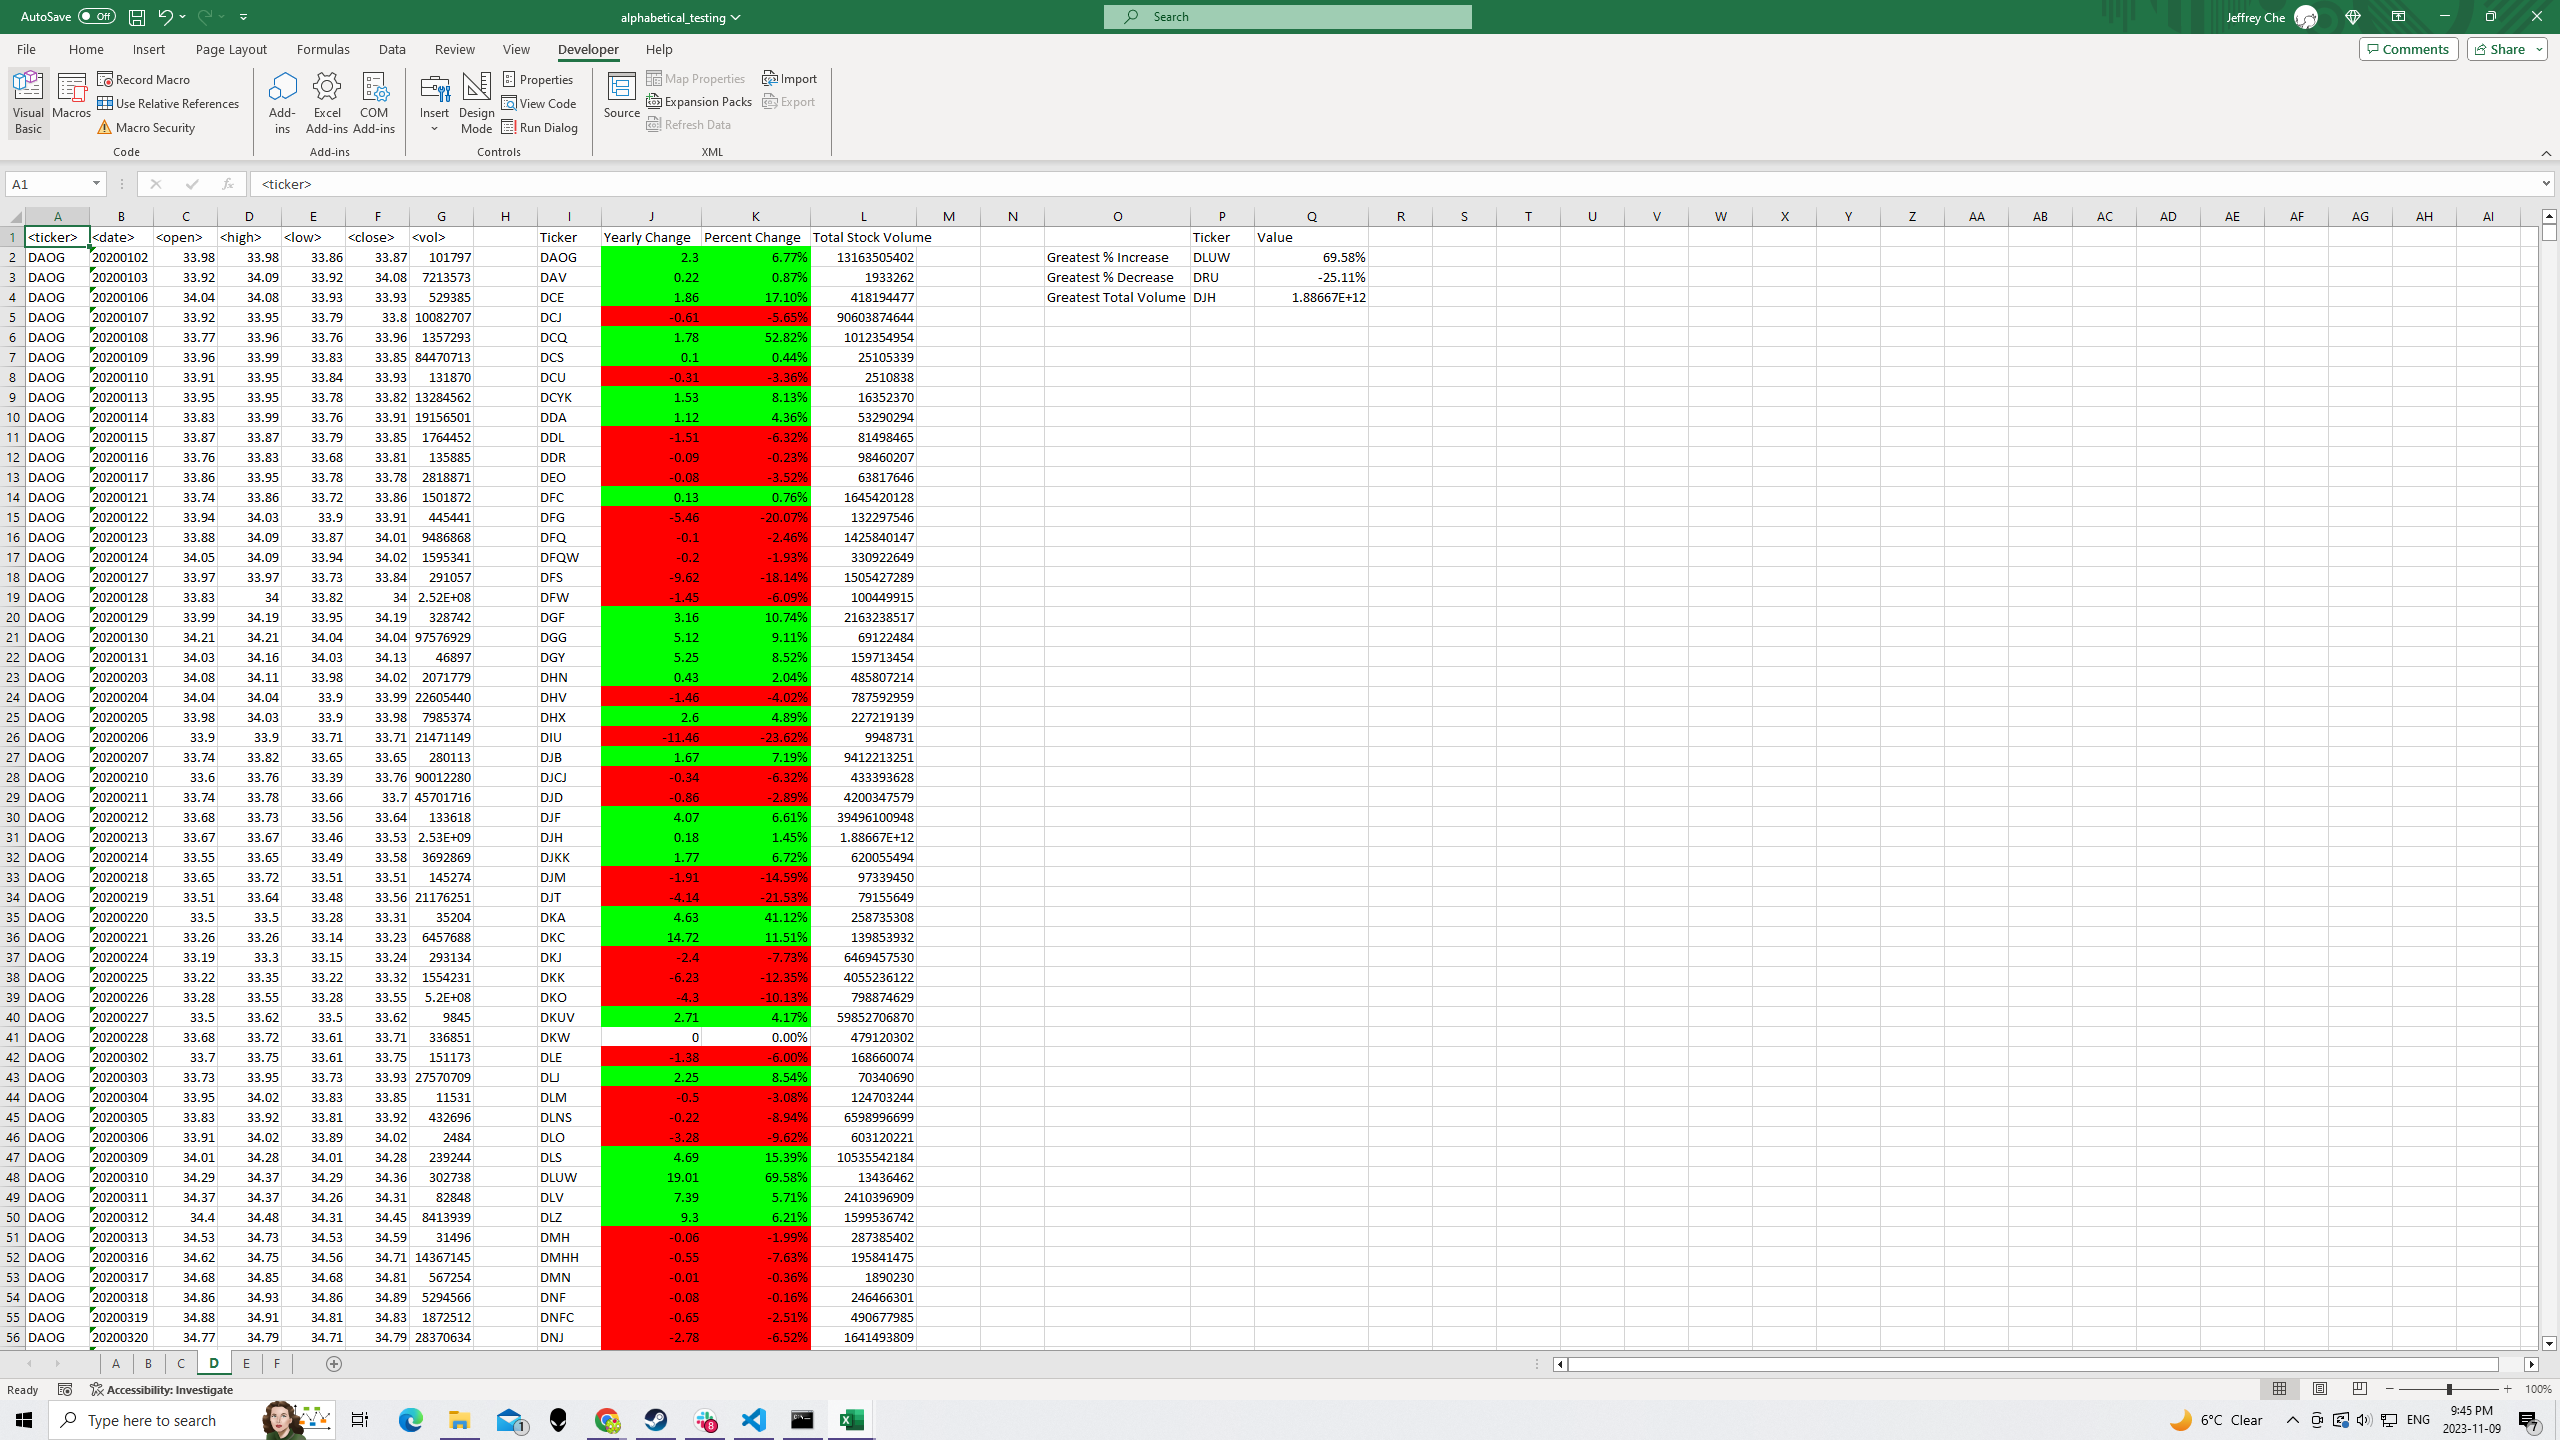 AutoSave Off alphabetical_testing Search Jeffrey Che
File Home Insert Page Layout Formulas Data Review View Developer Help Comments Share
Visual Basic Macros Record Macro Use Relative References Macro Security Add-ins Excel Add-ins COM Add-ins Insert Design Mode Properties View Code Run Dialog Source Map Properties Expansion Packs Refresh Data Import Export
Code Add-ins Controls XML
A1 fx <ticker>
A B C D E F G H I J K L M N O P Q R S T U V W X Y Z AA AB AC AD AE AF AG AH AI
1 <ticker> <date> <open> <high> <low> <close> <vol> Ticker Yearly Change Percent Change Total Stock Volume Ticker Value
2 DAOG 20200102 33.98 33.98 33.86 33.87 101797 DAOG 2.3 6.77% 13163505402 Greatest % Increase DLUW 69.58%
3 DAOG 20200103 33.92 34.09 33.92 34.08 7213573 DAV 0.22 0.87% 1933262 Greatest % Decrease DRU -25.11%
4 DAOG 20200106 34.04 34.08 33.93 33.93 529385 DCE 1.86 17.10% 418194477 Greatest Total Volume DJH 1.88667E+12
5 DAOG 20200107 33.92 33.95 33.79 33.8 10082707 DCJ -0.61 -5.65% 90603874644
6 DAOG 20200108 33.77 33.96 33.76 33.96 1357293 DCQ 1.78 52.82% 1012354954
7 DAOG 20200109 33.96 33.99 33.83 33.85 84470713 DCS 0.1 0.44% 25105339
8 DAOG 20200110 33.91 33.95 33.84 33.93 131870 DCU -0.31 -3.36% 2510838
9 DAOG 20200113 33.95 33.95 33.78 33.82 13284562 DCYK 1.53 8.13% 16352370
10 DAOG 20200114 33.83 33.99 33.76 33.91 19156501 DDA 1.12 4.36% 53290294
11 DAOG 20200115 33.87 33.87 33.79 33.85 1764452 DDL -1.51 -6.32% 81498465
12 DAOG 20200116 33.76 33.83 33.68 33.81 135885 DDR -0.09 -0.23% 98460207
13 DAOG 20200117 33.86 33.95 33.78 33.78 2818871 DEO -0.08 -3.52% 63817646
14 DAOG 20200121 33.74 33.86 33.72 33.86 1501872 DFC 0.13 0.76% 1645420128
15 DAOG 20200122 33.94 34.03 33.9 33.91 445441 DFG -5.46 -20.07% 132297546
16 DAOG 20200123 33.88 34.09 33.87 34.01 9486868 DFQ -0.1 -2.46% 1425840147
17 DAOG 20200124 34.05 34.09 33.94 34.02 1595341 DFQW -0.2 -1.93% 330922649
18 DAOG 20200127 33.97 33.97 33.73 33.84 291057 DFS -9.62 -18.14% 1505427289
19 DAOG 20200128 33.83 34 33.82 34 2.52E+08 DFW -1.45 -6.09% 100449915
20 DAOG 20200129 33.99 34.19 33.95 34.19 328742 DGF 3.16 10.74% 2163238517
21 DAOG 20200130 34.21 34.21 34.04 34.04 97576929 DGG 5.12 9.11% 69122484
22 DAOG 20200131 34.03 34.16 34.03 34.13 46897 DGY 5.25 8.52% 159713454
23 DAOG 20200203 34.08 34.11 33.98 34.02 2071779 DHN 0.43 2.04% 485807214
24 DAOG 20200204 34.04 34.04 33.9 33.99 22605440 DHV -1.46 -4.02% 787592959
25 DAOG 20200205 33.98 34.03 33.9 33.98 7985374 DHX 2.6 4.89% 227219139
26 DAOG 20200206 33.9 33.9 33.71 33.71 21471149 DIU -11.46 -23.62% 9948731
27 DAOG 20200207 33.74 33.82 33.65 33.65 280113 DJB 1.67 7.19% 9412213251
28 DAOG 20200210 33.6 33.76 33.39 33.76 90012280 DJCJ -0.34 -6.32% 433393628
29 DAOG 20200211 33.74 33.78 33.66 33.7 45701716 DJD -0.86 -2.89% 4200347579
30 DAOG 20200212 33.68 33.73 33.56 33.64 133618 DJF 4.07 6.61% 39496100948
31 DAOG 20200213 33.67 33.67 33.46 33.53 2.53E+09 DJH 0.18 1.45% 1.88667E+12
32 DAOG 20200214 33.55 33.65 33.49 33.58 3692869 DJKK 1.77 6.72% 620055494
33 DAOG 20200218 33.65 33.72 33.51 33.51 145274 DJM -1.91 -14.59% 97339450
34 DAOG 20200219 33.51 33.64 33.48 33.56 21176251 DJT -4.14 -21.53% 79155649
35 DAOG 20200220 33.5 33.5 33.28 33.31 35204 DKA 4.63 41.12% 258735308
36 DAOG 20200221 33.26 33.26 33.14 33.23 6457688 DKC 14.72 11.51% 139853932
37 DAOG 20200224 33.19 33.3 33.15 33.24 293134 DKJ -2.4 -7.73% 6469457530
38 DAOG 20200225 33.22 33.35 33.22 33.32 1554231 DKK -6.23 -12.35% 4055236122
39 DAOG 20200226 33.28 33.55 33.28 33.55 5.2E+08 DKO -4.3 -10.13% 798874629
40 DAOG 20200227 33.5 33.62 33.5 33.62 9845 DKUV 2.71 4.17% 59852706870
41 DAOG 20200228 33.68 33.72 33.61 33.71 336851 DKW 0 0.00% 479120302
42 DAOG 20200302 33.7 33.75 33.61 33.75 151173 DLE -1.38 -6.00% 168660074
43 DAOG 20200303 33.73 33.95 33.73 33.93 27570709 DLJ 2.25 8.54% 70340690
44 DAOG 20200304 33.95 34.02 33.83 33.85 11531 DLM -0.5 -3.08% 124703244
45 DAOG 20200305 33.83 33.92 33.81 33.92 432696 DLNS -0.22 -8.94% 6598996699
46 DAOG 20200306 33.91 34.02 33.89 34.02 2484 DLO -3.28 -9.62% 603120221
47 DAOG 20200309 34.01 34.28 34.01 34.28 239244 DLS 4.69 15.39% 10535542184
48 DAOG 20200310 34.29 34.37 34.29 34.36 302738 DLUW 19.01 69.58% 13436462
49 DAOG 20200311 34.37 34.37 34.26 34.31 82848 DLV 7.39 5.71% 2410396909
50 DAOG 20200312 34.4 34.48 34.31 34.45 8413939 DLZ 9.3 6.21% 1599536742
51 DAOG 20200313 34.53 34.73 34.53 34.59 31496 DMH -0.06 -1.99% 287385402
52 DAOG 20200316 34.62 34.75 34.56 34.71 14367145 DMHH -0.55 -7.63% 195841475
53 DAOG 20200317 34.68 34.85 34.68 34.81 567254 DMN -0.01 -0.36% 1890230
54 DAOG 20200318 34.86 34.93 34.86 34.89 5294566 DNF -0.08 -0.16% 246466301
55 DAOG 20200319 34.88 34.91 34.81 34.83 1872512 DNFC -0.65 -2.51% 490677985
56 DAOG 20200320 34.77 34.79 34.71 34.79 28370634 DNJ -2.78 -6.52% 1641493809
A B C D E F
Ready Accessibility: Investigate 100%
Type here to search 1 8 6°C Clear ENG 9:45 PM
2023-11-09 7